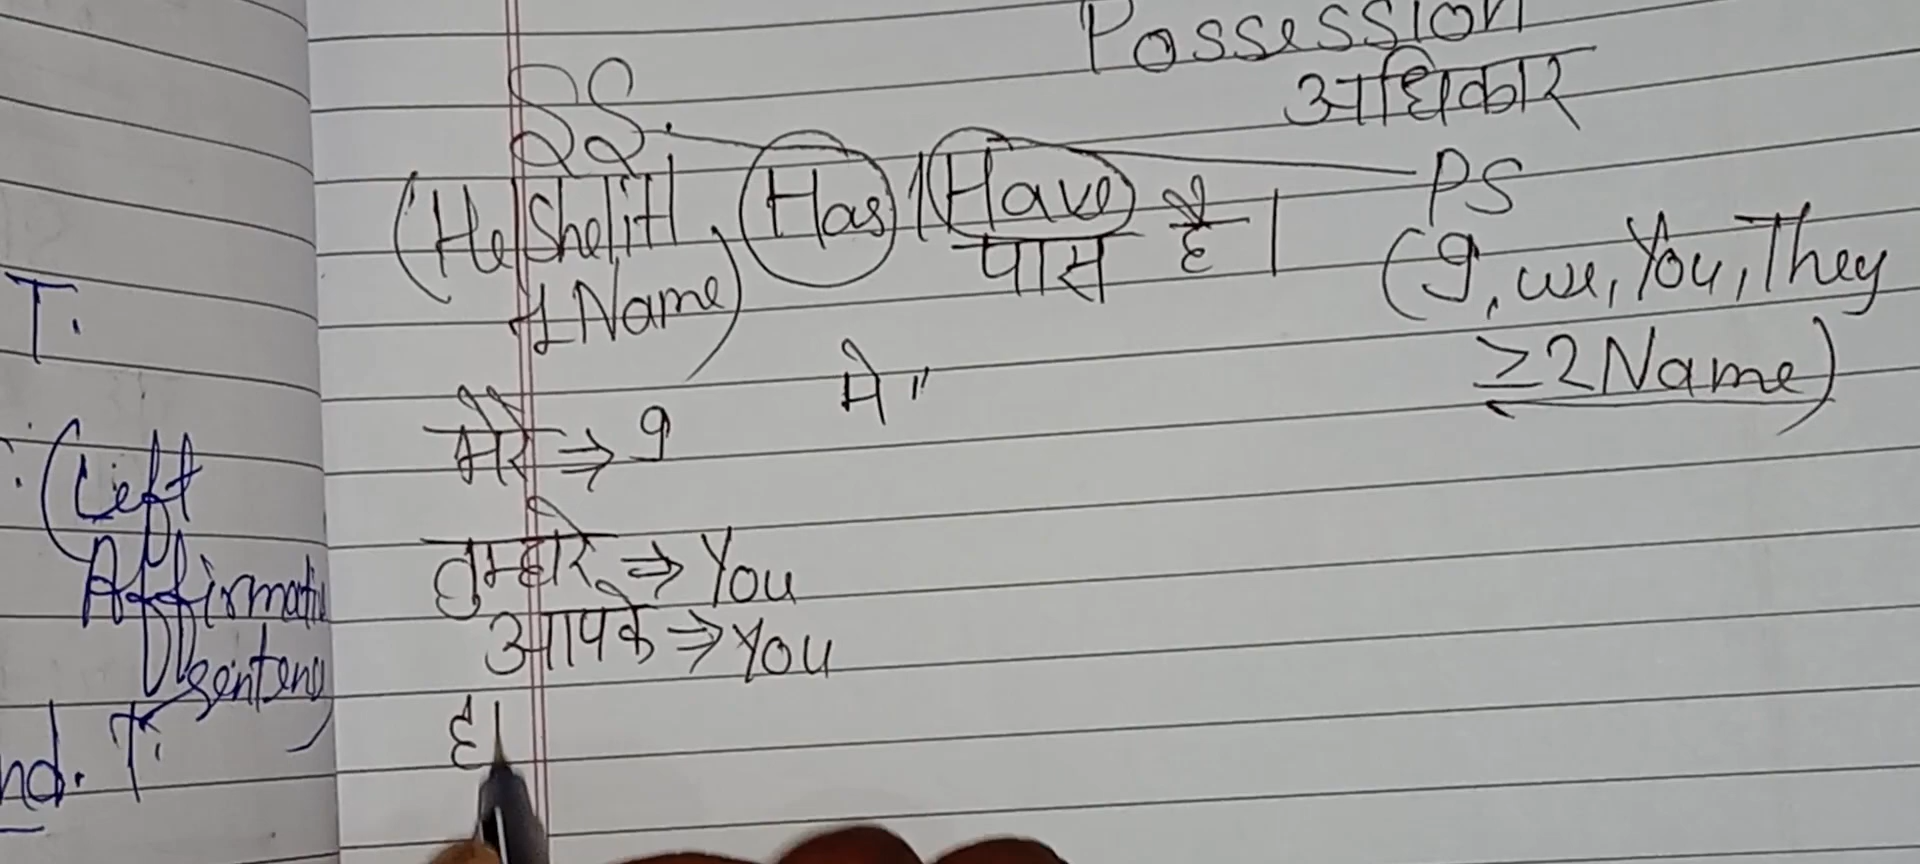 Possession
अधिकार
SS.
(He/She/it/ Has / Have PS
1 Name) पास है। (I, we, You, They
≥2 Name)
T.
मेरे ⇒ I
मे"
(Left
Affirmative
तुम्हारे ⇒ You
आपके ⇒ You
nd. T.